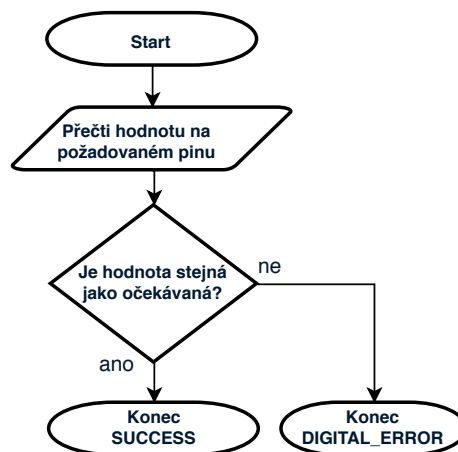 Start
Přečti hodnotu na
požadovaném pinu
Je hodnota stejná
jako očekávaná?
ne
ano
Konec
SUCCESS
Konec
DIGITAL_ERROR